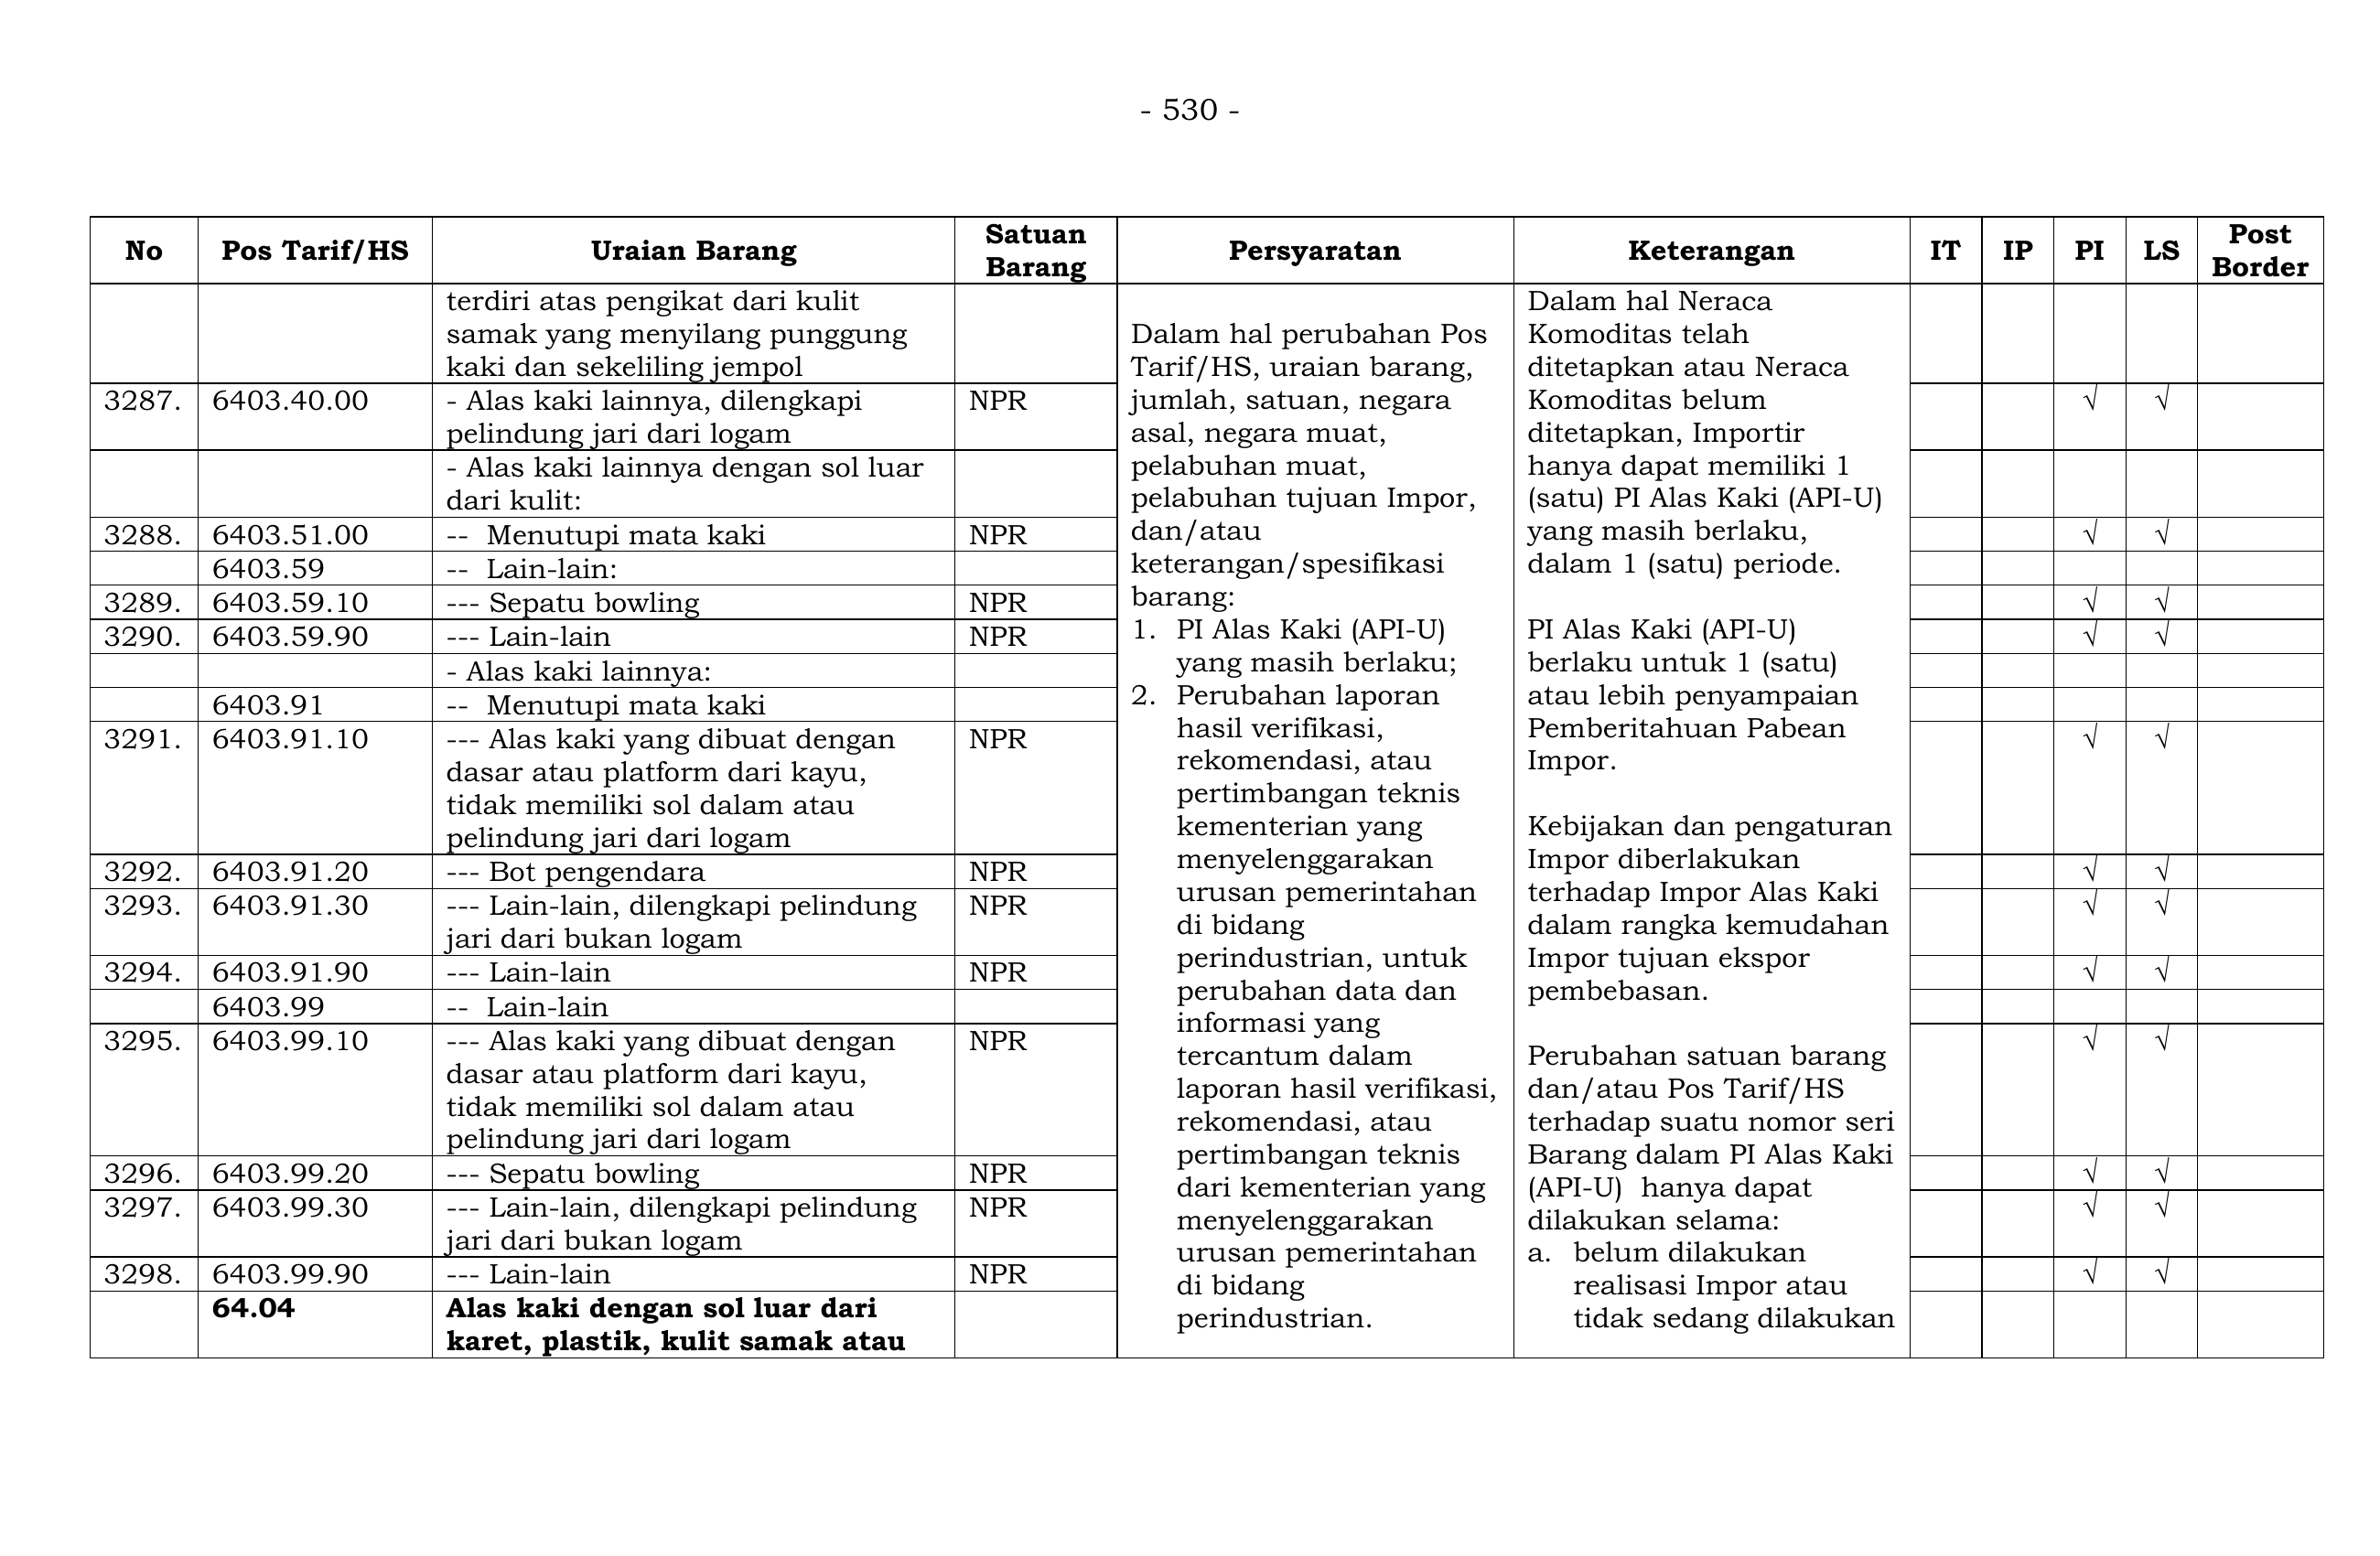 - 530 -
No Pos Tarif/HS Uraian Barang Satuan Barang Persyaratan Keterangan IT IP PI LS Post Border
terdiri atas pengikat dari kulit
samak yang menyilang punggung
kaki dan sekeliling jempol
3287. 6403.40.00 - Alas kaki lainnya, dilengkapi NPR √ √
pelindung jari dari logam
- Alas kaki lainnya dengan sol luar
dari kulit:
3288. 6403.51.00 -- Menutupi mata kaki NPR √ √
6403.59 -- Lain-lain:
3289. 6403.59.10 --- Sepatu bowling NPR √ √
3290. 6403.59.90 --- Lain-lain NPR √ √
- Alas kaki lainnya:
6403.91 -- Menutupi mata kaki
3291. 6403.91.10 --- Alas kaki yang dibuat dengan NPR √ √
dasar atau platform dari kayu,
tidak memiliki sol dalam atau
pelindung jari dari logam
3292. 6403.91.20 --- Bot pengendara NPR √ √
3293. 6403.91.30 --- Lain-lain, dilengkapi pelindung NPR √ √
jari dari bukan logam
3294. 6403.91.90 --- Lain-lain NPR √ √
6403.99 -- Lain-lain
3295. 6403.99.10 --- Alas kaki yang dibuat dengan NPR √ √
dasar atau platform dari kayu,
tidak memiliki sol dalam atau
pelindung jari dari logam
3296. 6403.99.20 --- Sepatu bowling NPR √ √
3297. 6403.99.30 --- Lain-lain, dilengkapi pelindung NPR √ √
jari dari bukan logam
3298. 6403.99.90 --- Lain-lain NPR √ √
64.04 Alas kaki dengan sol luar dari
karet, plastik, kulit samak atau
Dalam hal perubahan Pos
Tarif/HS, uraian barang,
jumlah, satuan, negara
asal, negara muat,
pelabuhan muat,
pelabuhan tujuan Impor,
dan/atau
keterangan/spesifikasi
barang:
1. PI Alas Kaki (API-U)
yang masih berlaku;
2. Perubahan laporan
hasil verifikasi,
rekomendasi, atau
pertimbangan teknis
kementerian yang
menyelenggarakan
urusan pemerintahan
di bidang
perindustrian, untuk
perubahan data dan
informasi yang
tercantum dalam
laporan hasil verifikasi,
rekomendasi, atau
pertimbangan teknis
dari kementerian yang
menyelenggarakan
urusan pemerintahan
di bidang
perindustrian.
Dalam hal Neraca
Komoditas telah
ditetapkan atau Neraca
Komoditas belum
ditetapkan, Importir
hanya dapat memiliki 1
(satu) PI Alas Kaki (API-U)
yang masih berlaku,
dalam 1 (satu) periode.
PI Alas Kaki (API-U)
berlaku untuk 1 (satu)
atau lebih penyampaian
Pemberitahuan Pabean
Impor.
Kebijakan dan pengaturan
Impor diberlakukan
terhadap Impor Alas Kaki
dalam rangka kemudahan
Impor tujuan ekspor
pembebasan.
Perubahan satuan barang
dan/atau Pos Tarif/HS
terhadap suatu nomor seri
Barang dalam PI Alas Kaki
(API-U) hanya dapat
dilakukan selama:
a. belum dilakukan
realisasi Impor atau
tidak sedang dilakukan